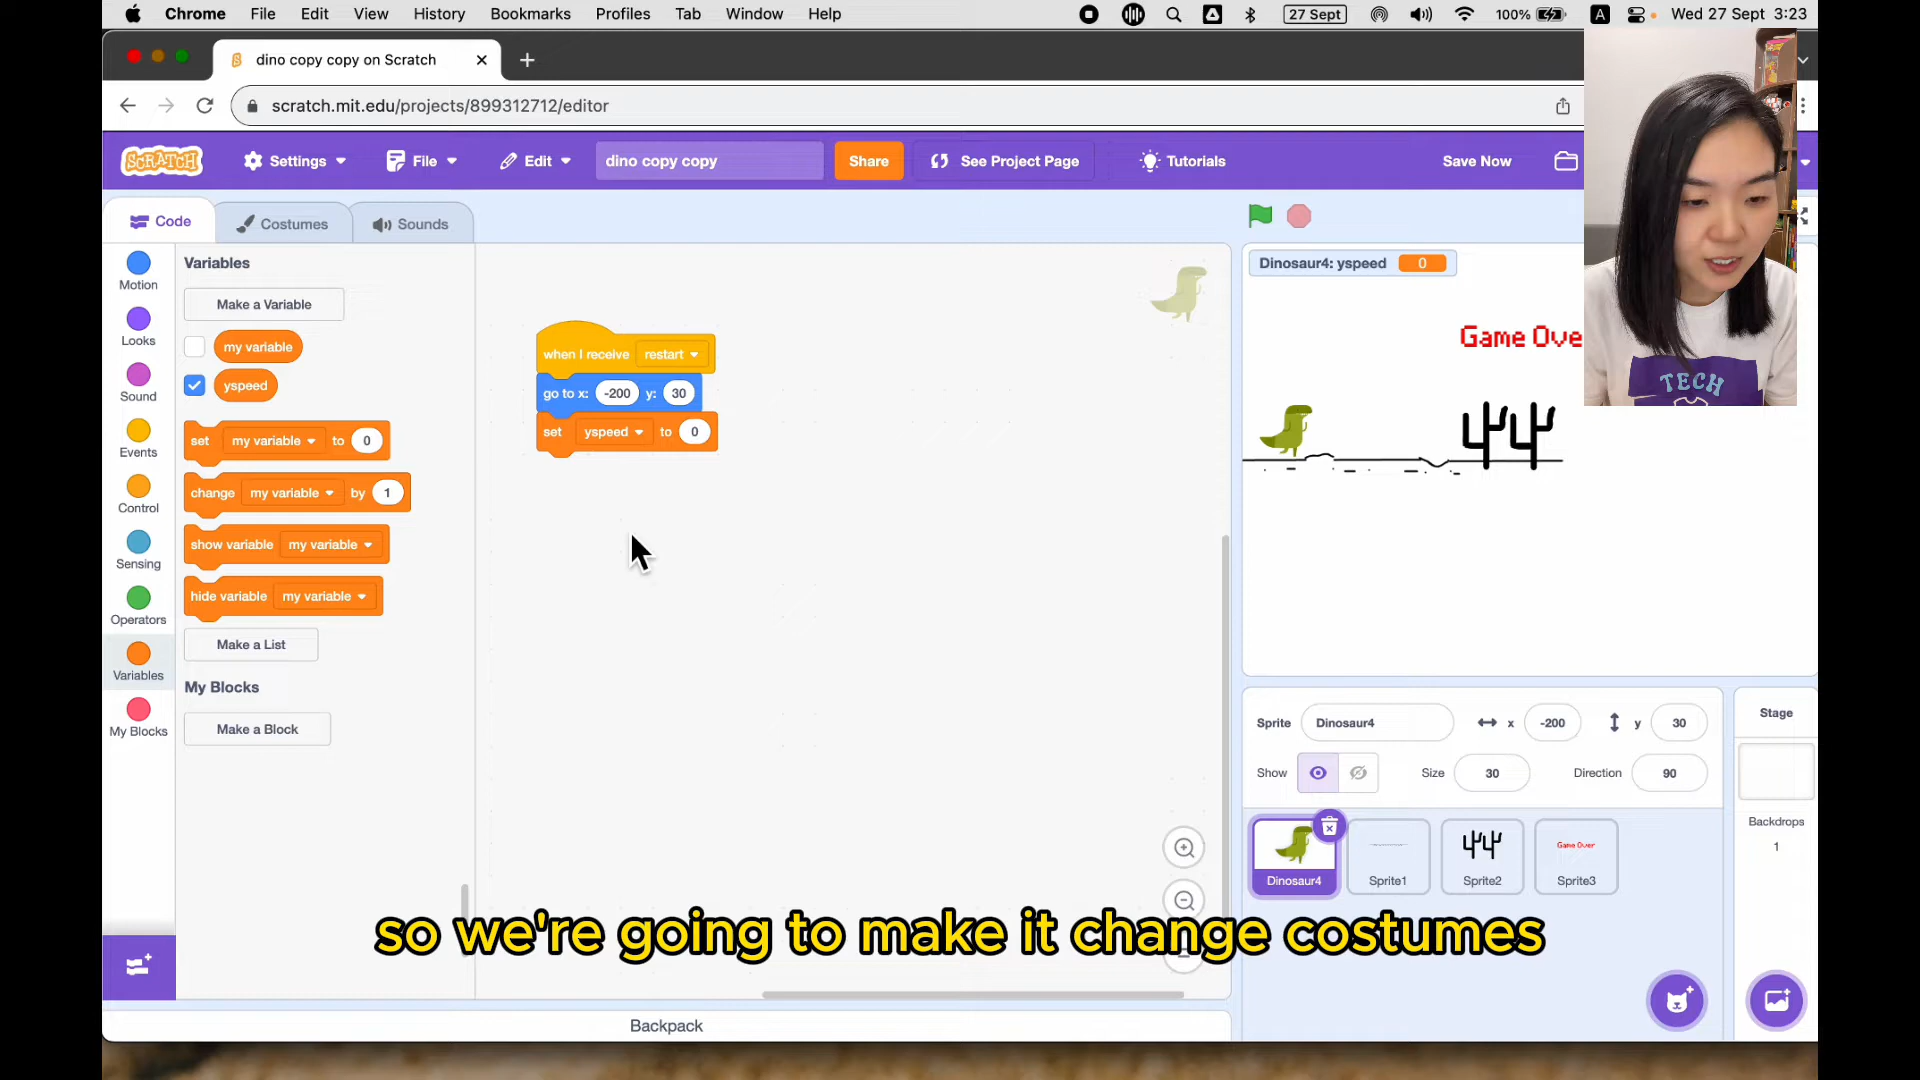 Chrome File Edit View History Bookmarks Profiles Tab Window Help 27 Sept 100% A Wed 27 Sept 3:23
dino copy copy on Scratch
scratch.mit.edu/projects/899312712/editor
SCRATCH Settings File Edit dino copy copy Share See Project Page Tutorials Save Now
Code Costumes Sounds
Motion
Looks
Sound
Events
Control
Sensing
Operators
Variables
My Blocks
Variables
Make a Variable
my variable
yspeed
set my variable to 0
change my variable by 1
show variable my variable
hide variable my variable
Make a List
My Blocks
Make a Block
when I receive restart
go to x: -200 y: 30
set yspeed to 0
Dinosaur4: yspeed 0
Game Ove
TECH
Sprite Dinosaur4 x -200 y 30
Show Size 30 Direction 90
Dinosaur4
Sprite1
Sprite2
Game Over
Sprite3
Stage
Backdrops
1
so we're going to make it change costumes
Backpack